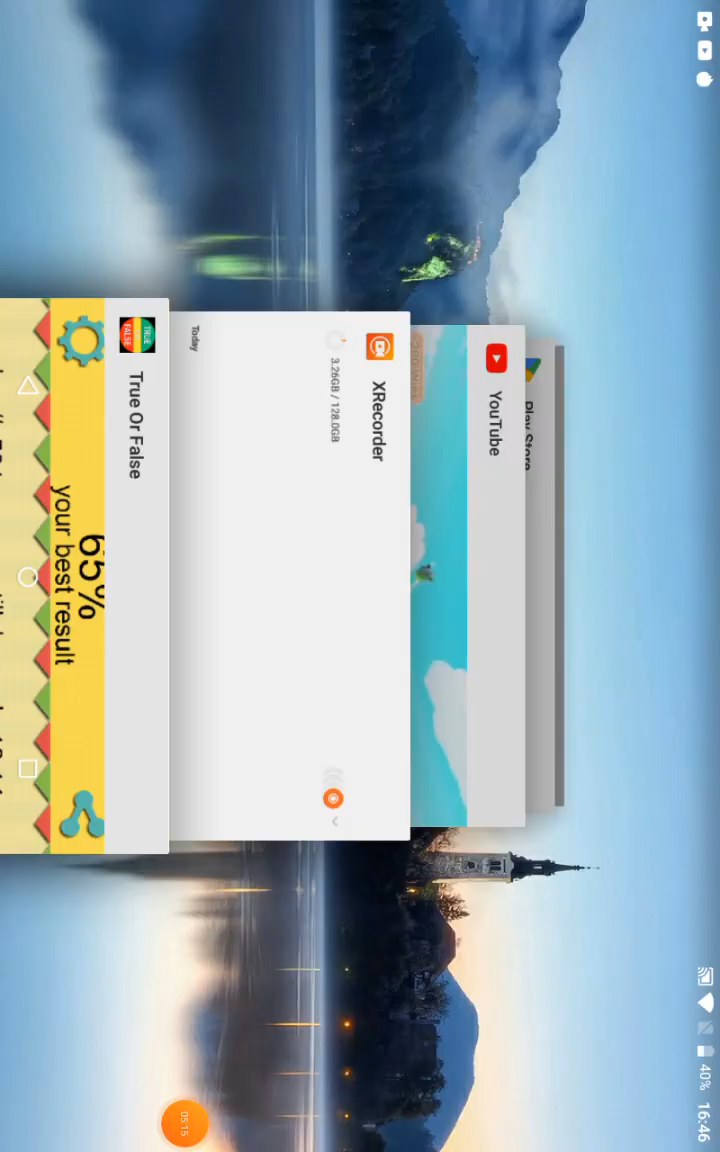 40% 16:46
Play Store
YouTube
XRecorder
3.26GB / 128.0GB
Today
True Or False
TRUE
FALSE
65%
your best result
05:15